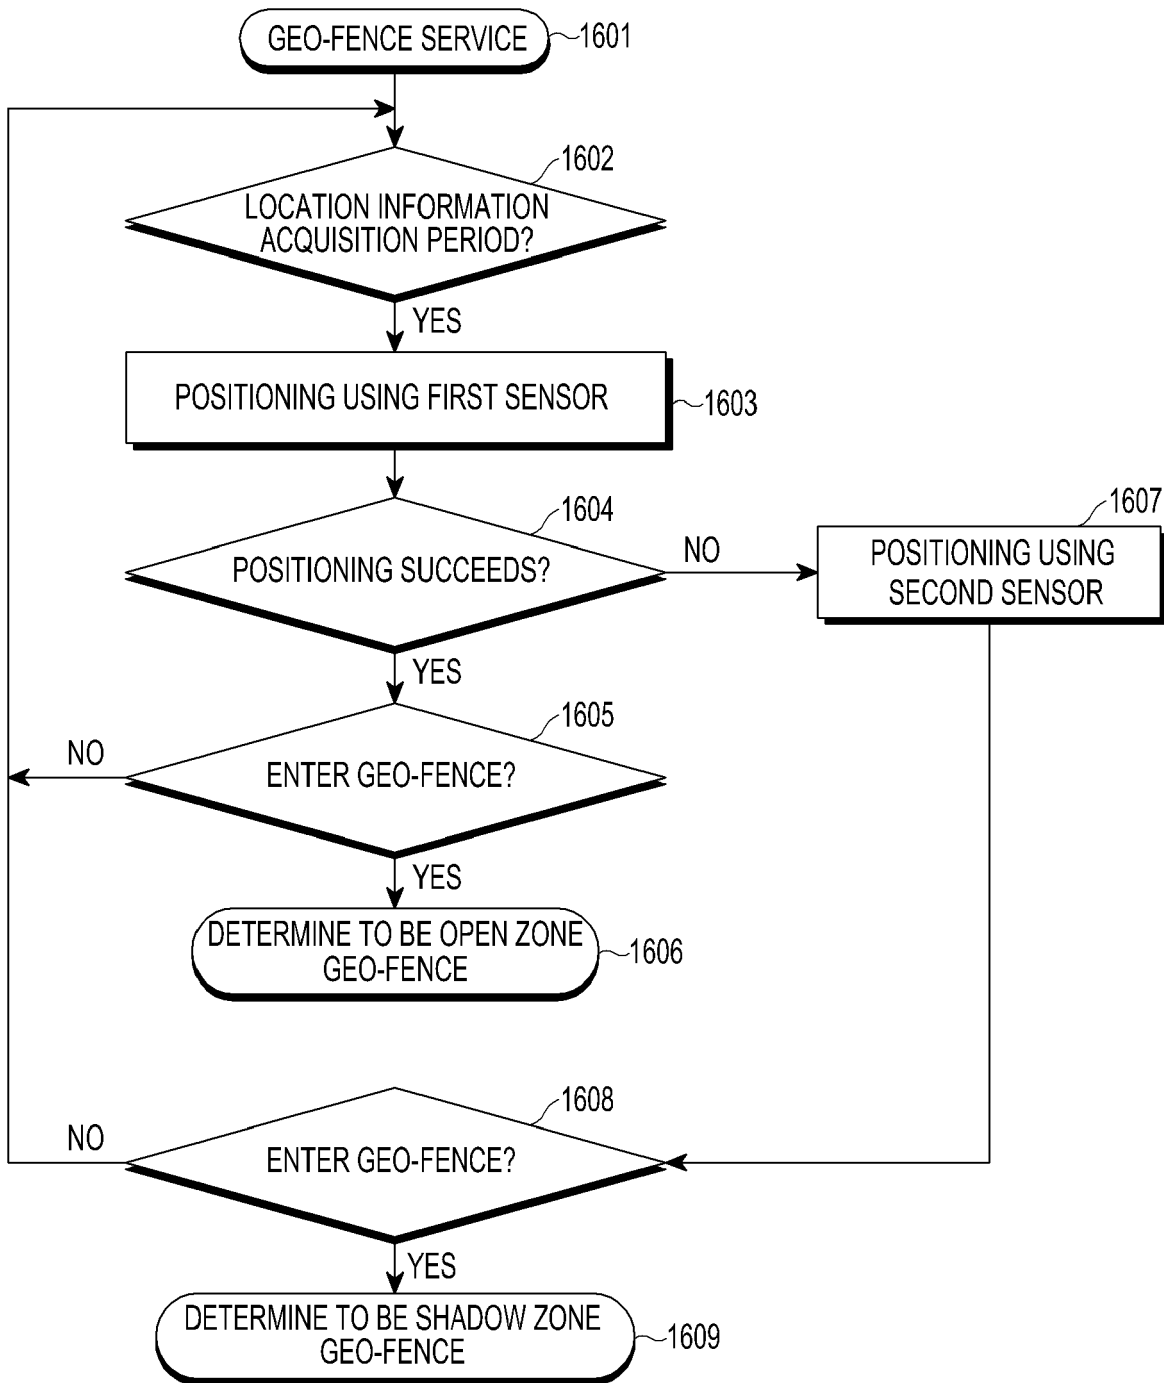 GEO-FENCE SERVICE
1601
1602
LOCATION INFORMATION
ACQUISITION PERIOD?
YES
POSITIONING USING FIRST SENSOR
1603
1604
POSITIONING SUCCEEDS?
NO
1607
POSITIONING USING
SECOND SENSOR
YES
1605
NO
ENTER GEO-FENCE?
YES
DETERMINE TO BE OPEN ZONE
GEO-FENCE
1606
1608
NO
ENTER GEO-FENCE?
YES
DETERMINE TO BE SHADOW ZONE
GEO-FENCE
1609